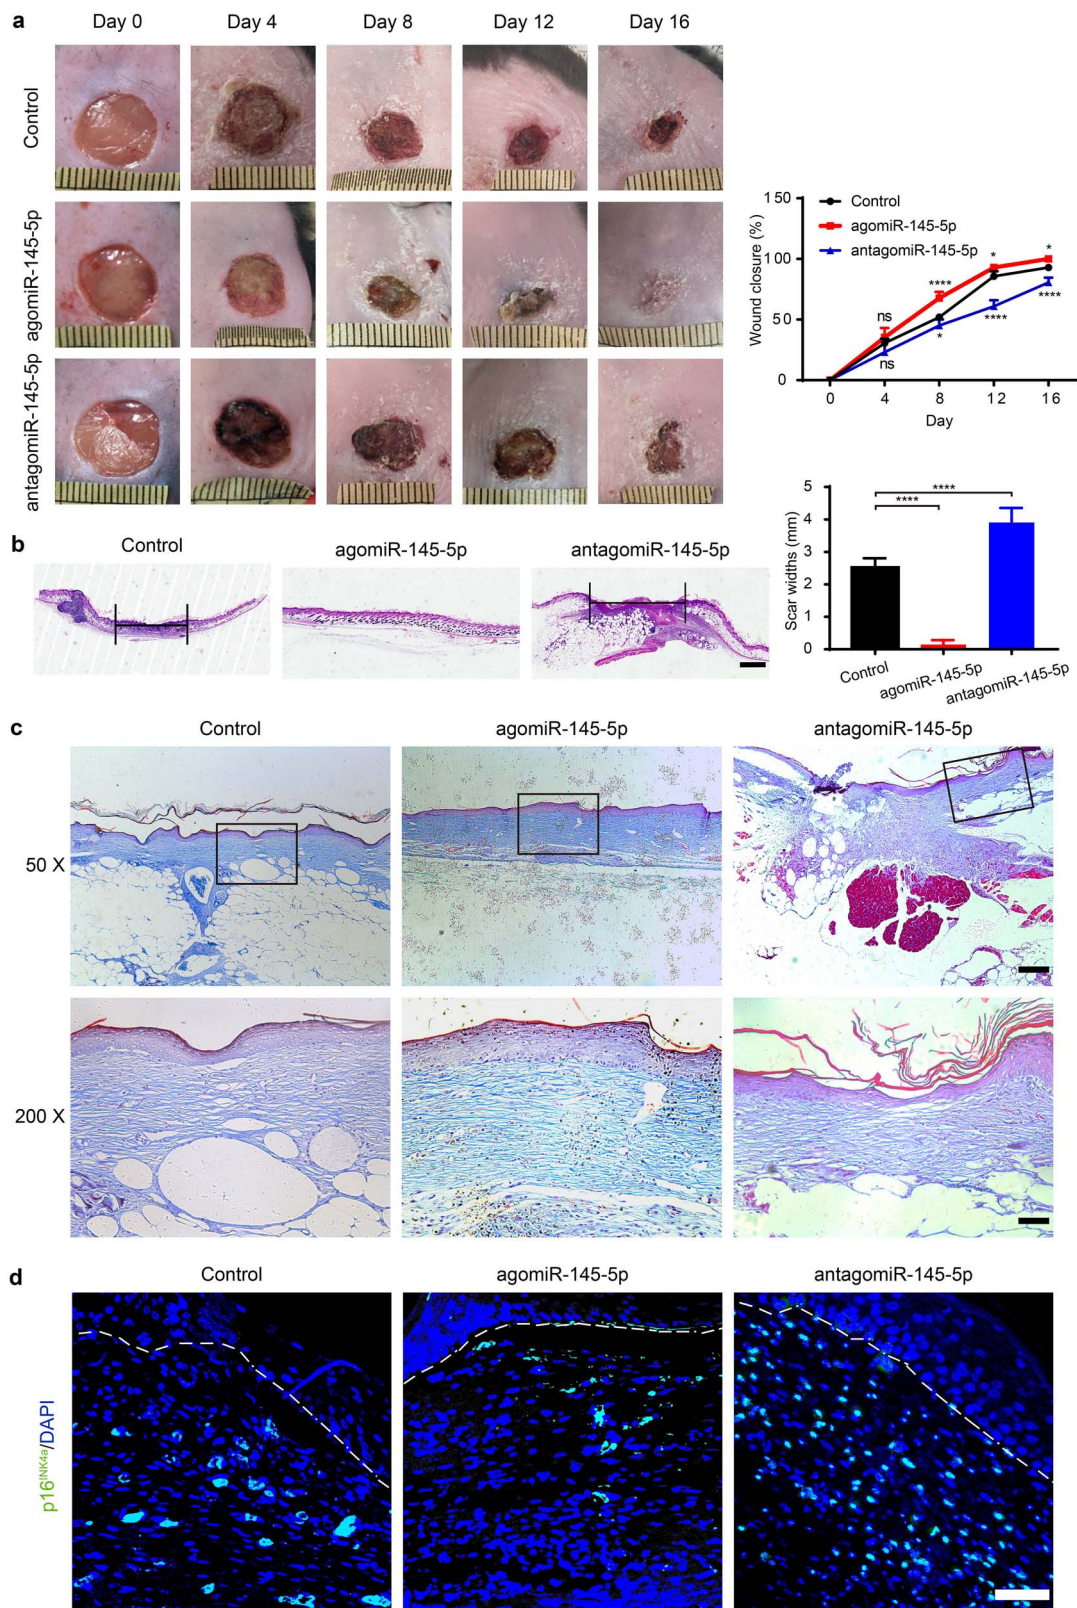 a
Day 0 Day 4 Day 8 Day 12 Day 16
Control
agomiR-145-5p
antagomiR-145-5p
Control
agomiR-145-5p
antagomiR-145-5p
Wound closure (%)
150
100
50
0
ns
ns
****
*
*
****
*
****
0 4 8 12 16
Day
b
Control agomiR-145-5p antagomiR-145-5p
Scar widths (mm)
5
4
3
2
1
0
****
****
Control
agomiR-145-5p
antagomiR-145-5p
c
Control agomiR-145-5p antagomiR-145-5p
50 X
200 X
d
Control agomiR-145-5p antagomiR-145-5p
p16INK4a/DAPI